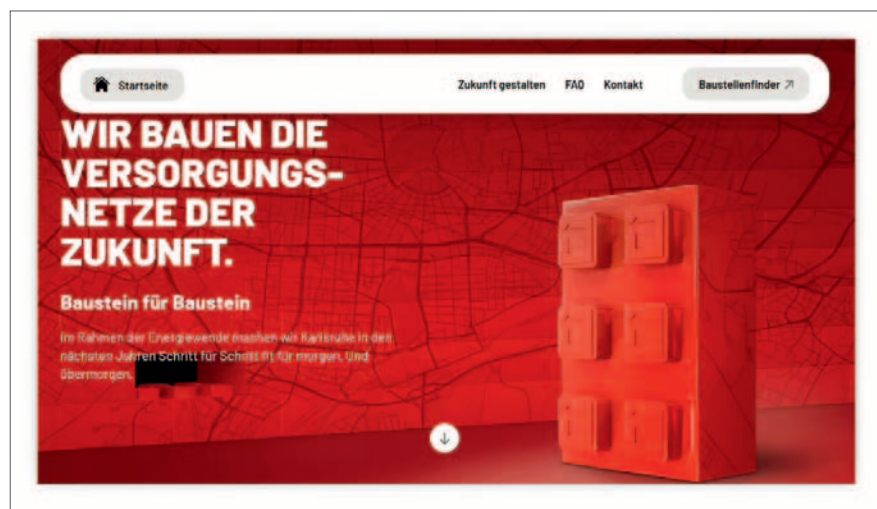 Startseite
Zukunft gestalten
FAQ
Kontakt
Baustellenfinder
WIR BAUEN DIE
VERSORGUNGS-
NETZE DER
ZUKUNFT.
Baustein für Baustein
Im Rahmen der Energiewende machen wir Karlsruhe in den
nächsten Jahren Schritt für Schritt fit für morgen. Und
übermorgen.